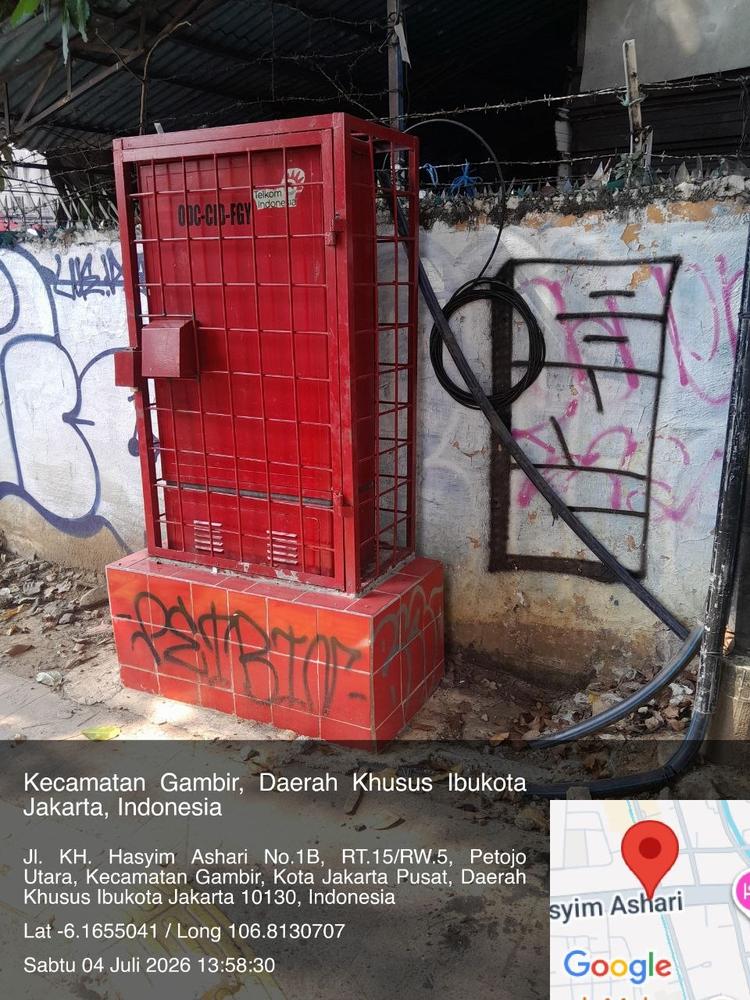 ODC-CID-FGY
Telkom
Indonesia
Kecamatan Gambir, Daerah Khusus Ibukota
Jakarta, Indonesia
Jl. KH. Hasyim Ashari No.1B, RT.15/RW.5, Petojo
Utara, Kecamatan Gambir, Kota Jakarta Pusat, Daerah
Khusus Ibukota Jakarta 10130, Indonesia
Lat -6.1655041 / Long 106.8130707
Sabtu 04 Juli 2026 13:58:30
syim Ashari
Google